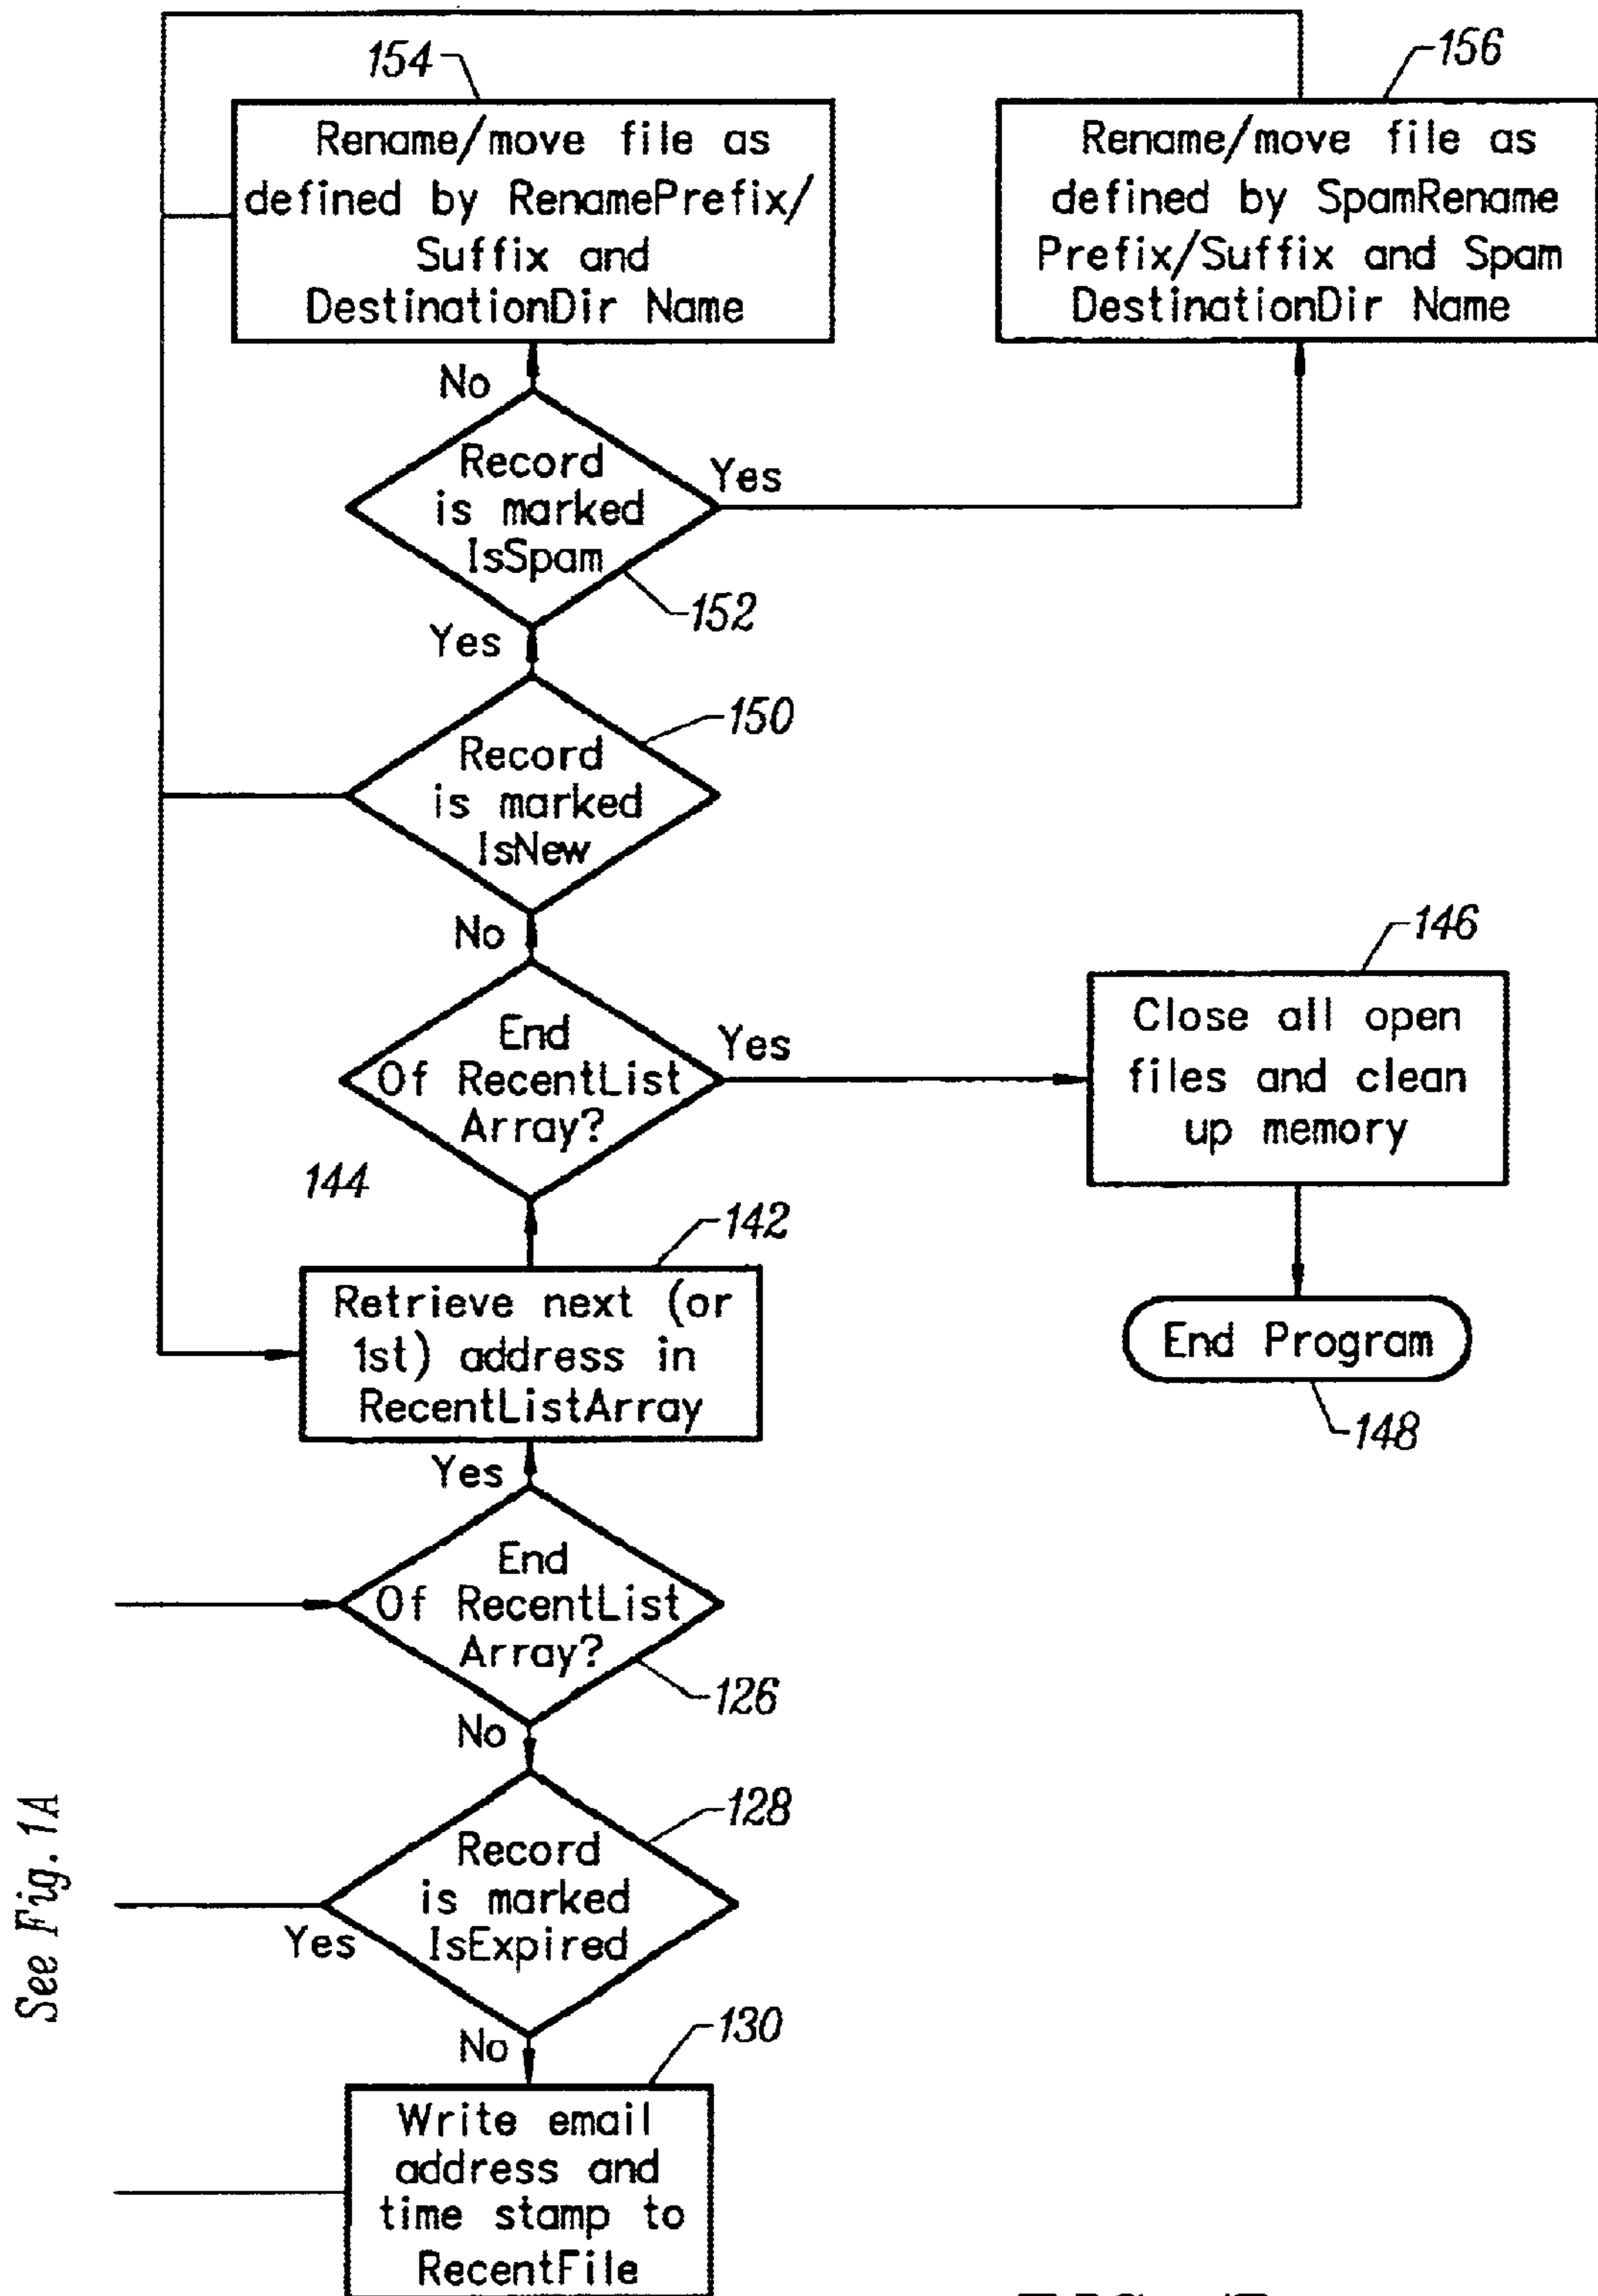 154
156
Rename/move file as
defined by RenamePrefix/
Suffix and
DestinationDir Name
Rename/move file as
defined by SpamRename
Prefix/Suffix and Spam
DestinationDir Name
No
Record
is marked
IsSpam
Yes
152
Yes
150
Record
is marked
IsNew
No
146
End
Of RecentList
Array?
Yes
Close all open
files and clean
up memory
144
142
Retrieve next (or
1st) address in
RecentListArray
End Program
148
Yes
End
Of RecentList
Array?
126
No
128
Record
is marked
IsExpired
Yes
See Fig. 1A
No
130
Write email
address and
time stamp to
RecentFile